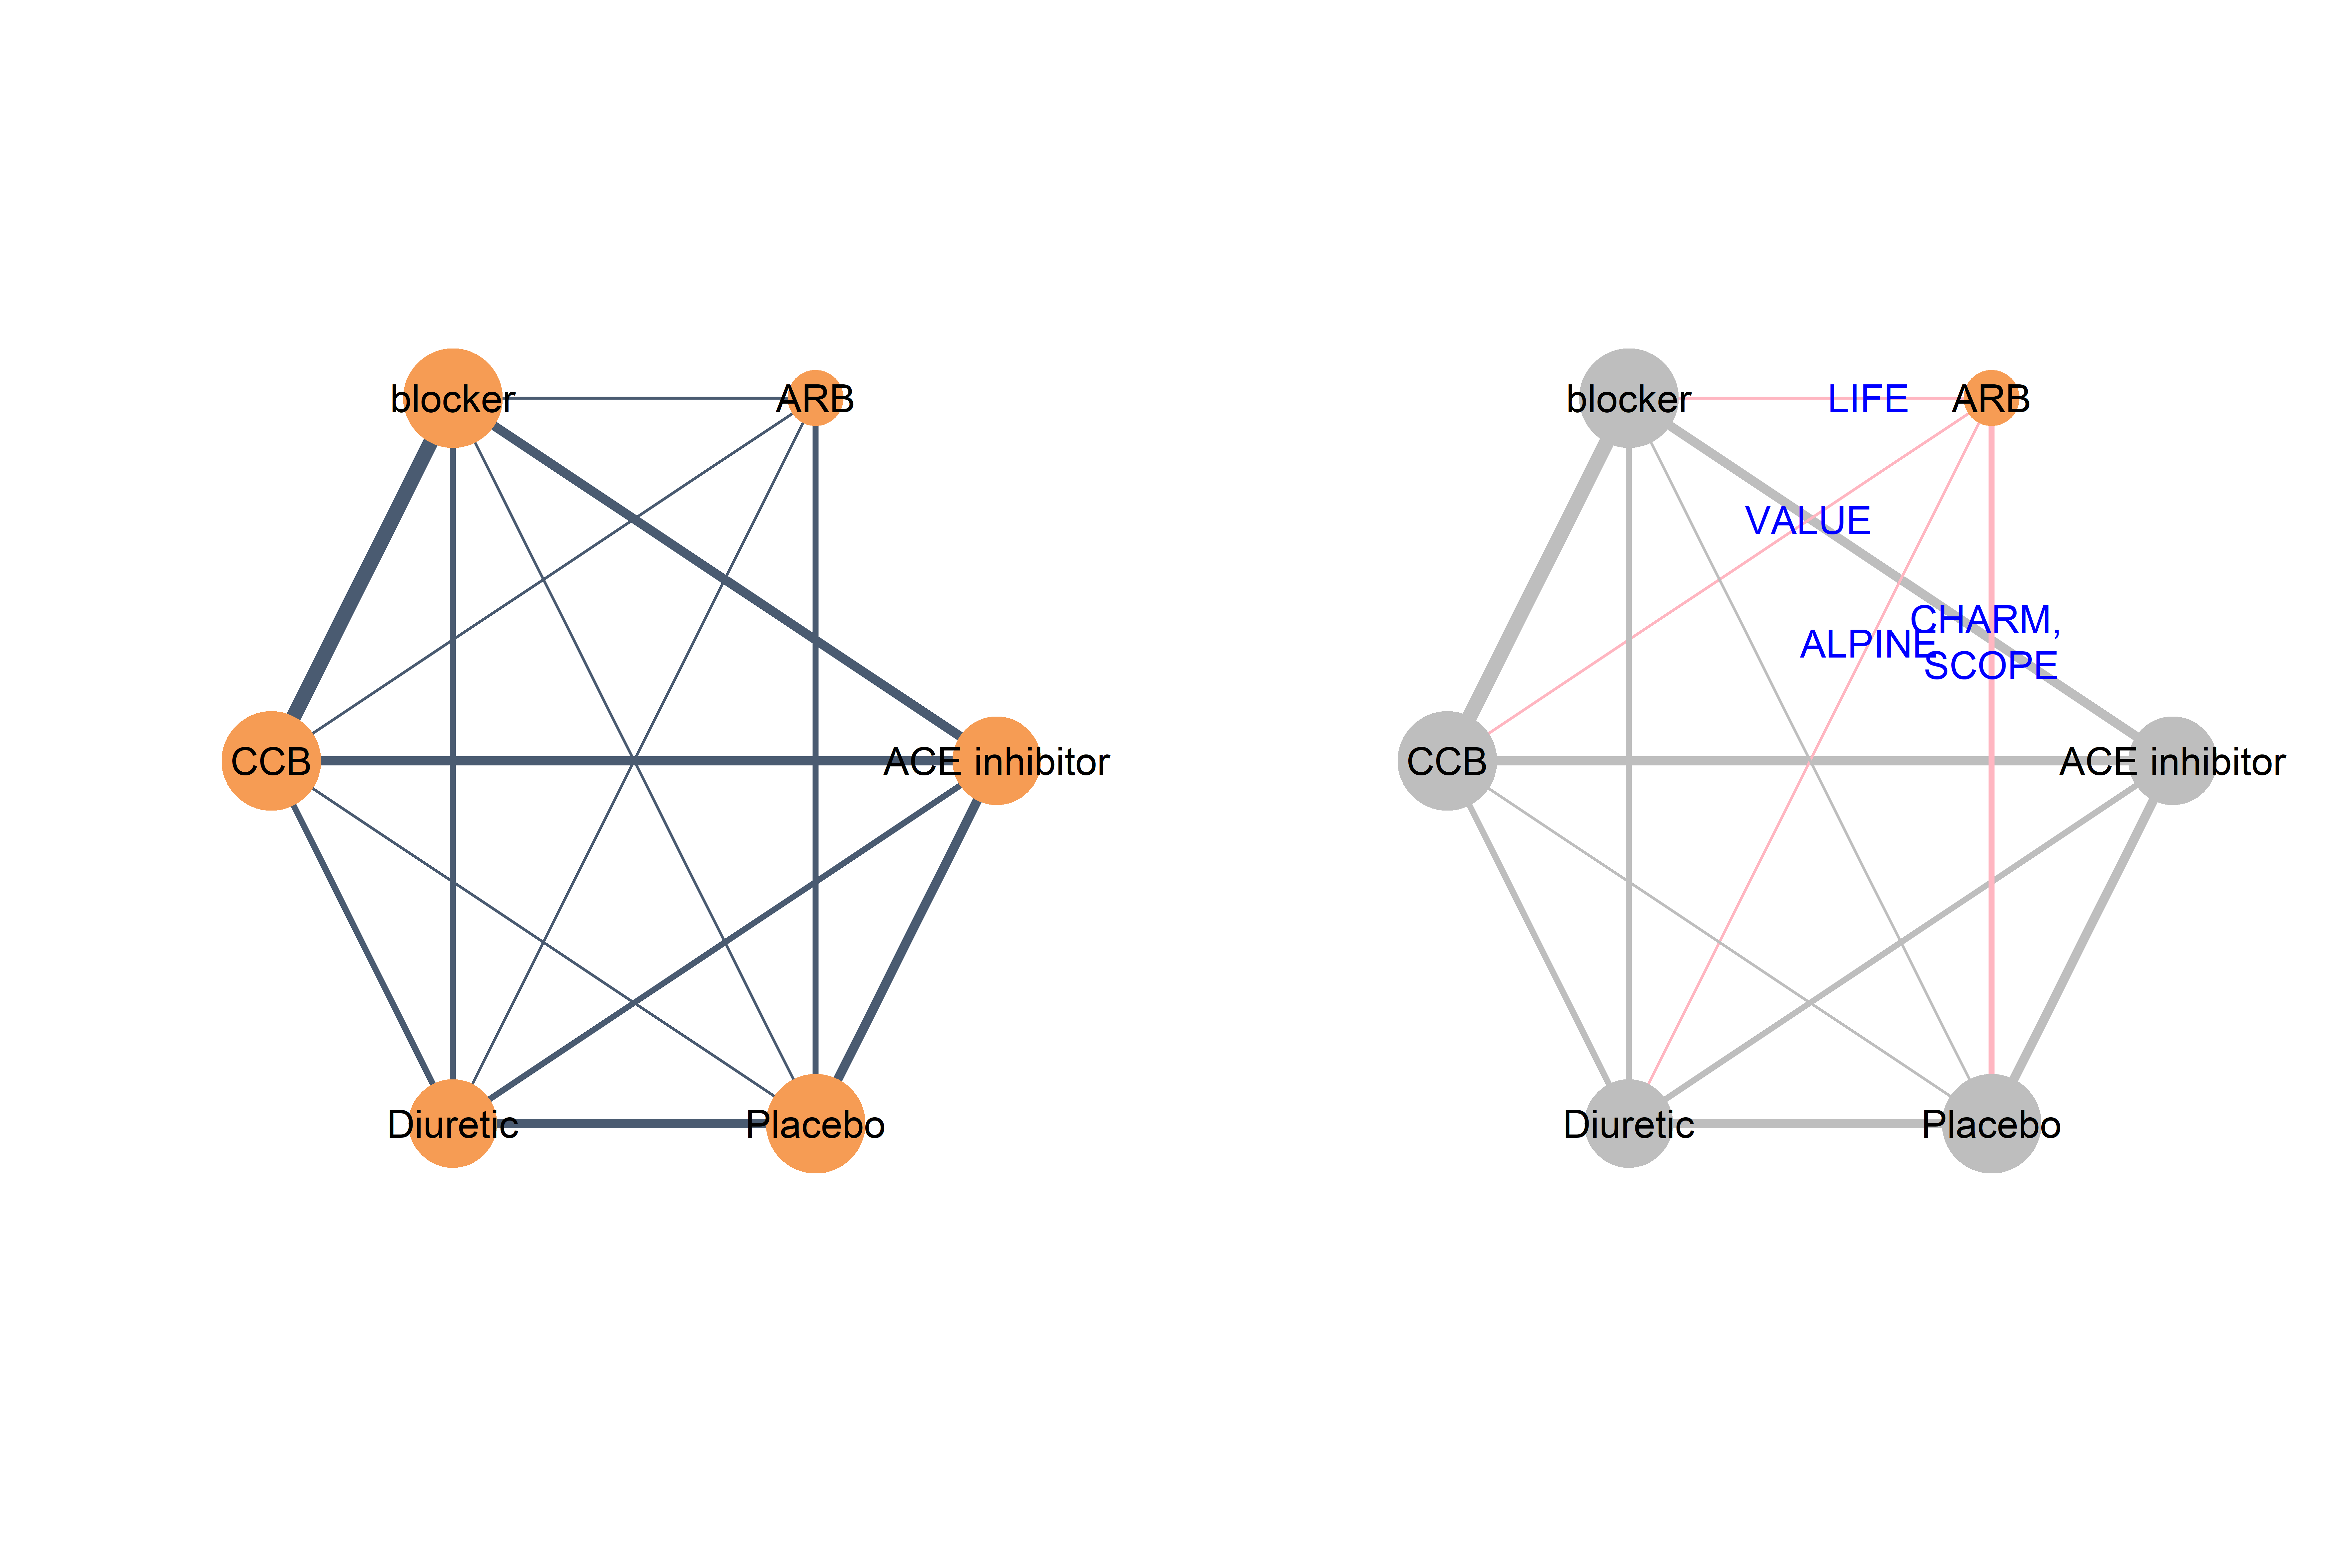 blocker
ARB
CCB
ACE inhibitor
Diuretic
Placebo
blocker
LIFE
ARB
VALUE
CHARM,
SCOPE
ALPINE
CCB
ACE inhibitor
Diuretic
Placebo